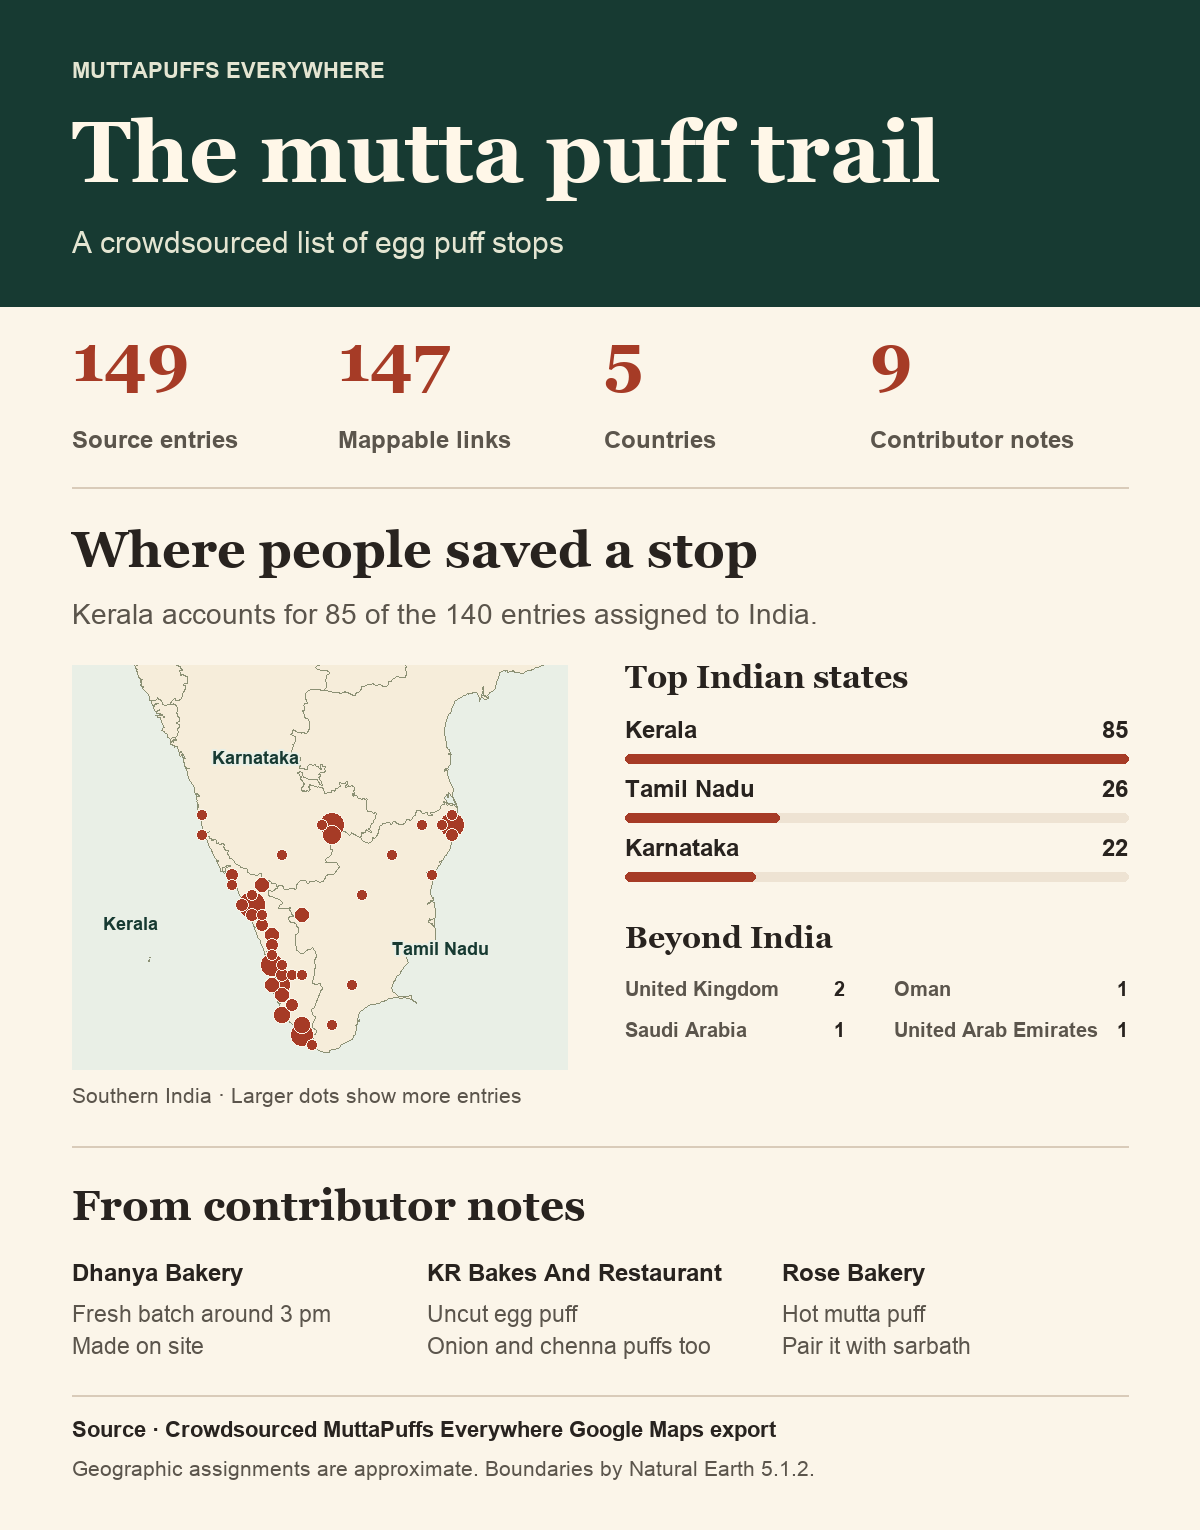 MUTTAPUFFS EVERYWHERE
The mutta puff trail
A crowdsourced list of egg puff stops
149
Source entries
147
Mappable links
5
Countries
9
Contributor notes
Where people saved a stop
Kerala accounts for 85 of the 140 entries assigned to India.
Karnataka
Kerala
Tamil Nadu
Southern India · Larger dots show more entries
Top Indian states
Kerala 85
Tamil Nadu 26
Karnataka 22
Beyond India
United Kingdom 2
Oman 1
Saudi Arabia 1
United Arab Emirates 1
From contributor notes
Dhanya Bakery
Fresh batch around 3 pm
Made on site
KR Bakes And Restaurant
Uncut egg puff
Onion and chenna puffs too
Rose Bakery
Hot mutta puff
Pair it with sarbath
Source · Crowdsourced MuttaPuffs Everywhere Google Maps export
Geographic assignments are approximate. Boundaries by Natural Earth 5.1.2.